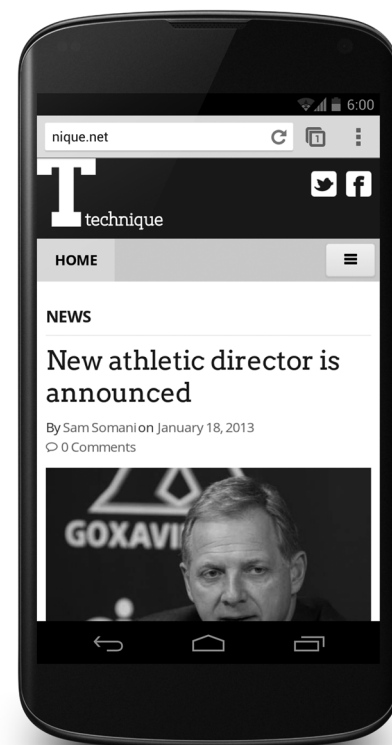 6:00
nique.net
1
T
technique
HOME
NEWS
New athletic director is
announced
By Sam Somani on January 18, 2013
0 Comments
GOXAVI